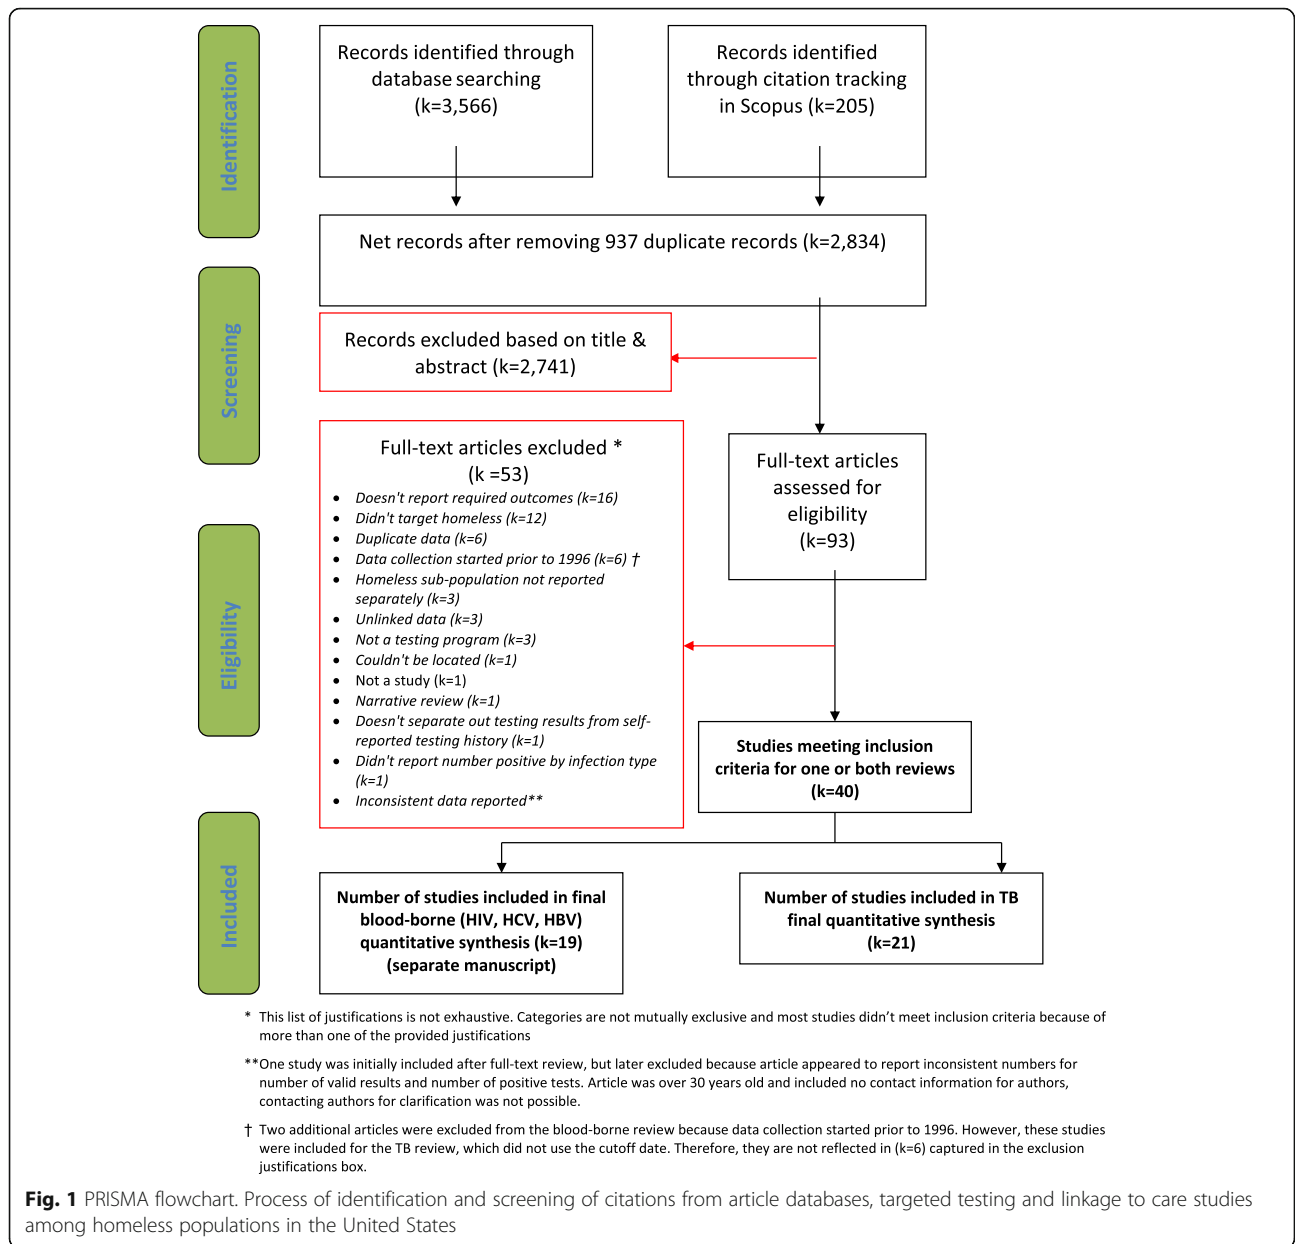 Identification
Records identified through
database searching
(k=3,566)
Records identified
through citation tracking
in Scopus (k=205)
Net records after removing 937 duplicate records (k=2,834)
Screening
Records excluded based on title &
abstract (k=2,741)
Full-text articles excluded *
(k =53)
• Doesn't report required outcomes (k=16)
• Didn't target homeless (k=12)
• Duplicate data (k=6)
• Data collection started prior to 1996 (k=6) †
• Homeless sub-population not reported
separately (k=3)
• Unlinked data (k=3)
• Not a testing program (k=3)
• Couldn't be located (k=1)
• Not a study (k=1)
• Narrative review (k=1)
• Doesn't separate out testing results from self-
reported testing history (k=1)
• Didn't report number positive by infection type
(k=1)
• Inconsistent data reported**
Full-text articles
assessed for
eligibility
(k=93)
Eligibility
Studies meeting inclusion
criteria for one or both reviews
(k=40)
Included
Number of studies included in final
blood-borne (HIV, HCV, HBV)
quantitative synthesis (k=19)
(separate manuscript)
Number of studies included in TB
final quantitative synthesis
(k=21)
* This list of justifications is not exhaustive. Categories are not mutually exclusive and most studies didn’t meet inclusion criteria because of
more than one of the provided justifications
**One study was initially included after full-text review, but later excluded because article appeared to report inconsistent numbers for
number of valid results and number of positive tests. Article was over 30 years old and included no contact information for authors,
contacting authors for clarification was not possible.
† Two additional articles were excluded from the blood-borne review because data collection started prior to 1996. However, these studies
were included for the TB review, which did not use the cutoff date. Therefore, they are not reflected in (k=6) captured in the exclusion
justifications box.
Fig. 1 PRISMA flowchart. Process of identification and screening of citations from article databases, targeted testing and linkage to care studies
among homeless populations in the United States